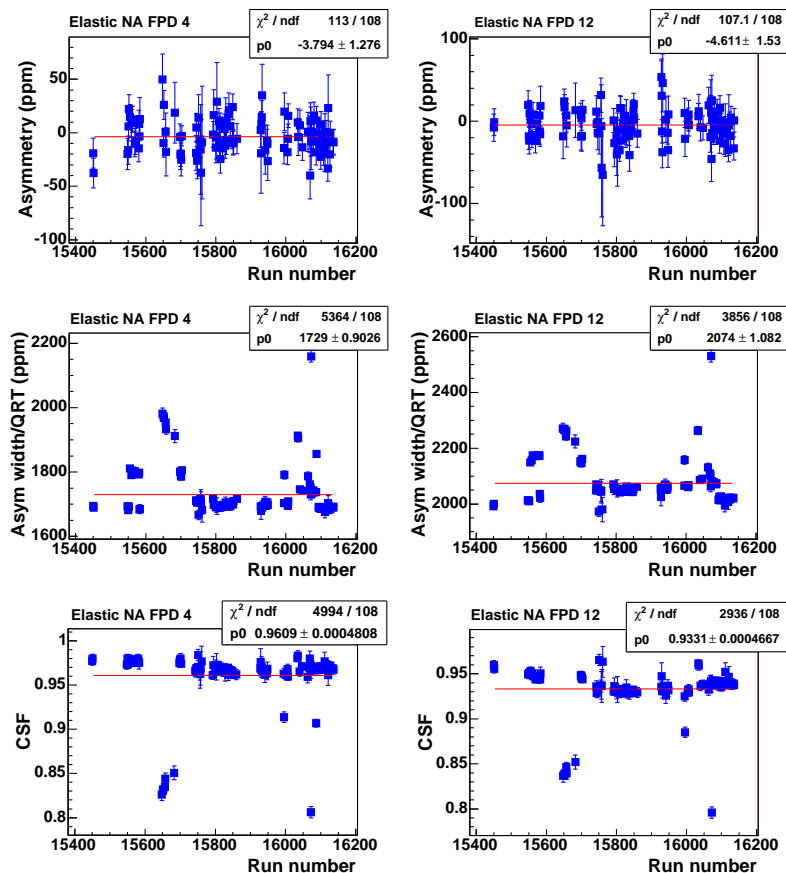 Elastic NA FPD 4
χ² / ndf 113 / 108
p0 -3.794 ± 1.276
Asymmetry (ppm)
50
0
-50
-100
15400 15600 15800 16000 16200
Run number
Elastic NA FPD 12
χ² / ndf 107.1 / 108
p0 -4.611 ± 1.53
Asymmetry (ppm)
100
0
-100
15400 15600 15800 16000 16200
Run number
Elastic NA FPD 4
χ² / ndf 5364 / 108
p0 1729 ± 0.9026
Asym width/QRT (ppm)
2200
2000
1800
1600
15400 15600 15800 16000 16200
Run number
Elastic NA FPD 12
χ² / ndf 3856 / 108
p0 2074 ± 1.082
Asym width/QRT (ppm)
2600
2400
2200
2000
15400 15600 15800 16000 16200
Run number
Elastic NA FPD 4
χ² / ndf 4994 / 108
p0 0.9609 ± 0.0004808
CSF
1
0.95
0.9
0.85
0.8
15400 15600 15800 16000 16200
Run number
Elastic NA FPD 12
χ² / ndf 2936 / 108
p0 0.9331 ± 0.0004667
CSF
0.95
0.9
0.85
0.8
15400 15600 15800 16000 16200
Run number